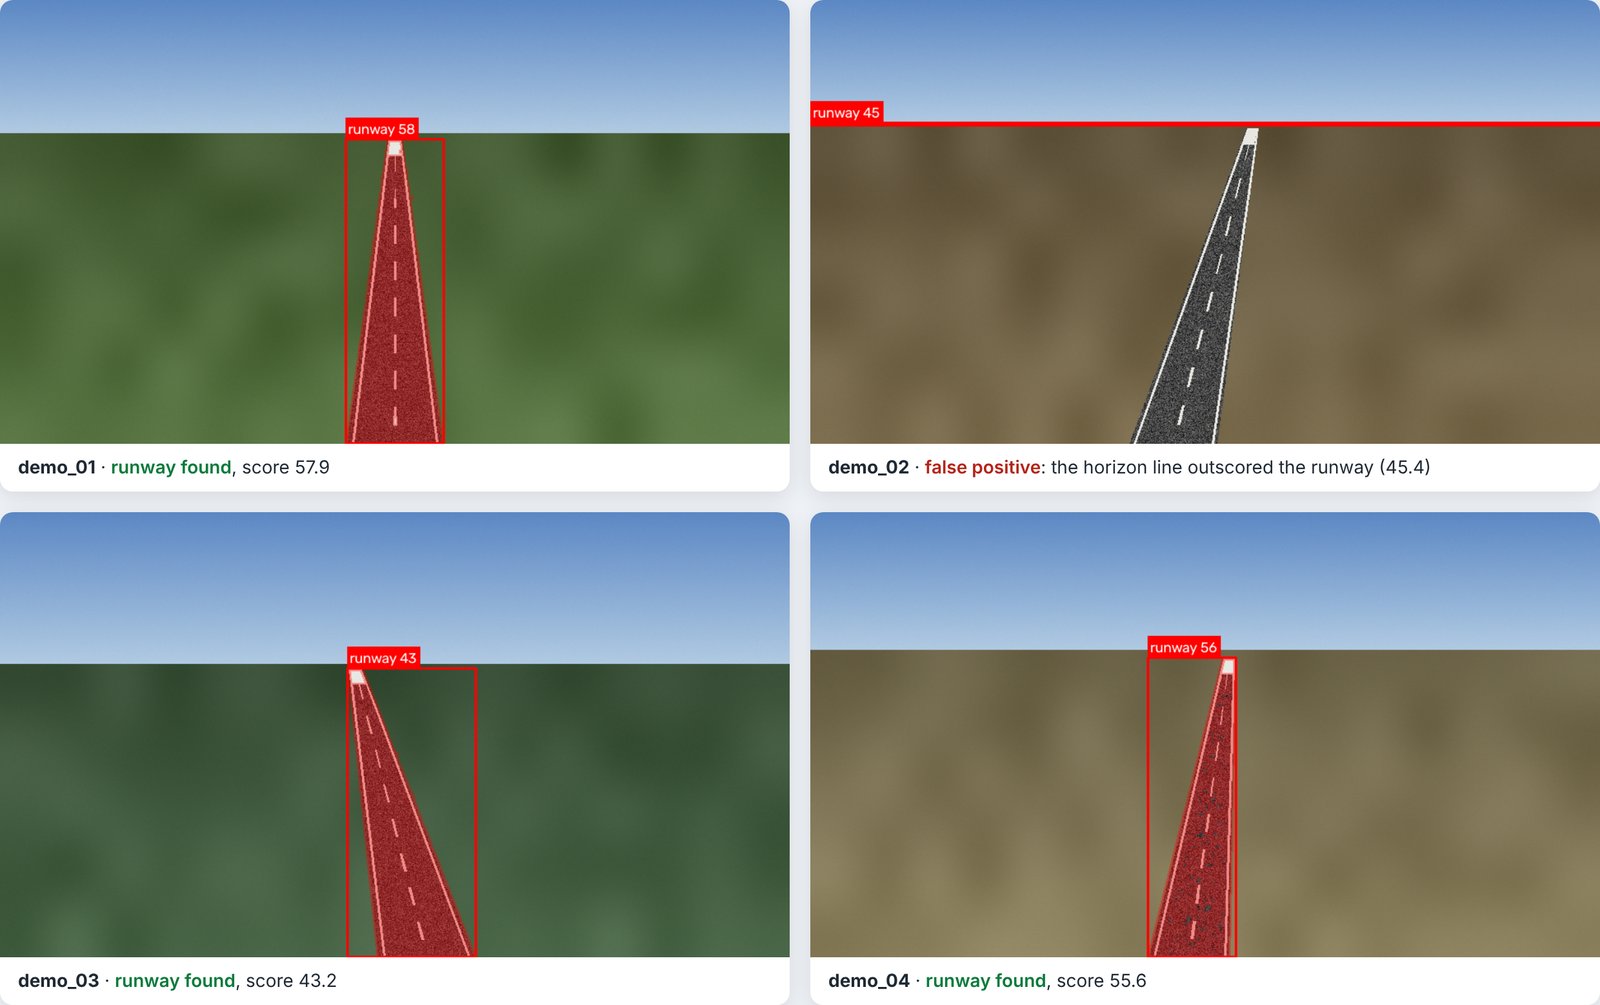 runway 58
runway 45
demo_01 · runway found, score 57.9
demo_02 · false positive: the horizon line outscored the runway (45.4)
runway 43
runway 56
demo_03 · runway found, score 43.2
demo_04 · runway found, score 55.6